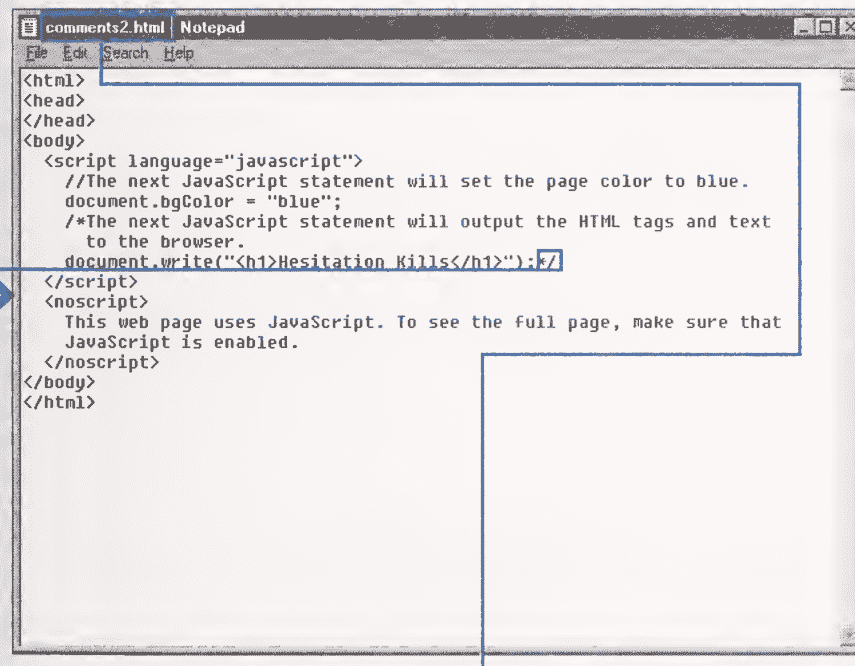 comments2.html Notepad
File Edit Search Help
<html>
<head>
</head>
<body>
<script language="javascript">
//The next JavaScript statement will set the page color to blue.
document.bgColor = "blue";
/*The next JavaScript statement will output the HTML tags and text
to the browser.
document.write("<h1>Hesitation Kills</h1>");*/
</script>
<noscript>
This web page uses JavaScript. To see the full page, make sure that
JavaScript is enabled.
</noscript>
</body>
</html>